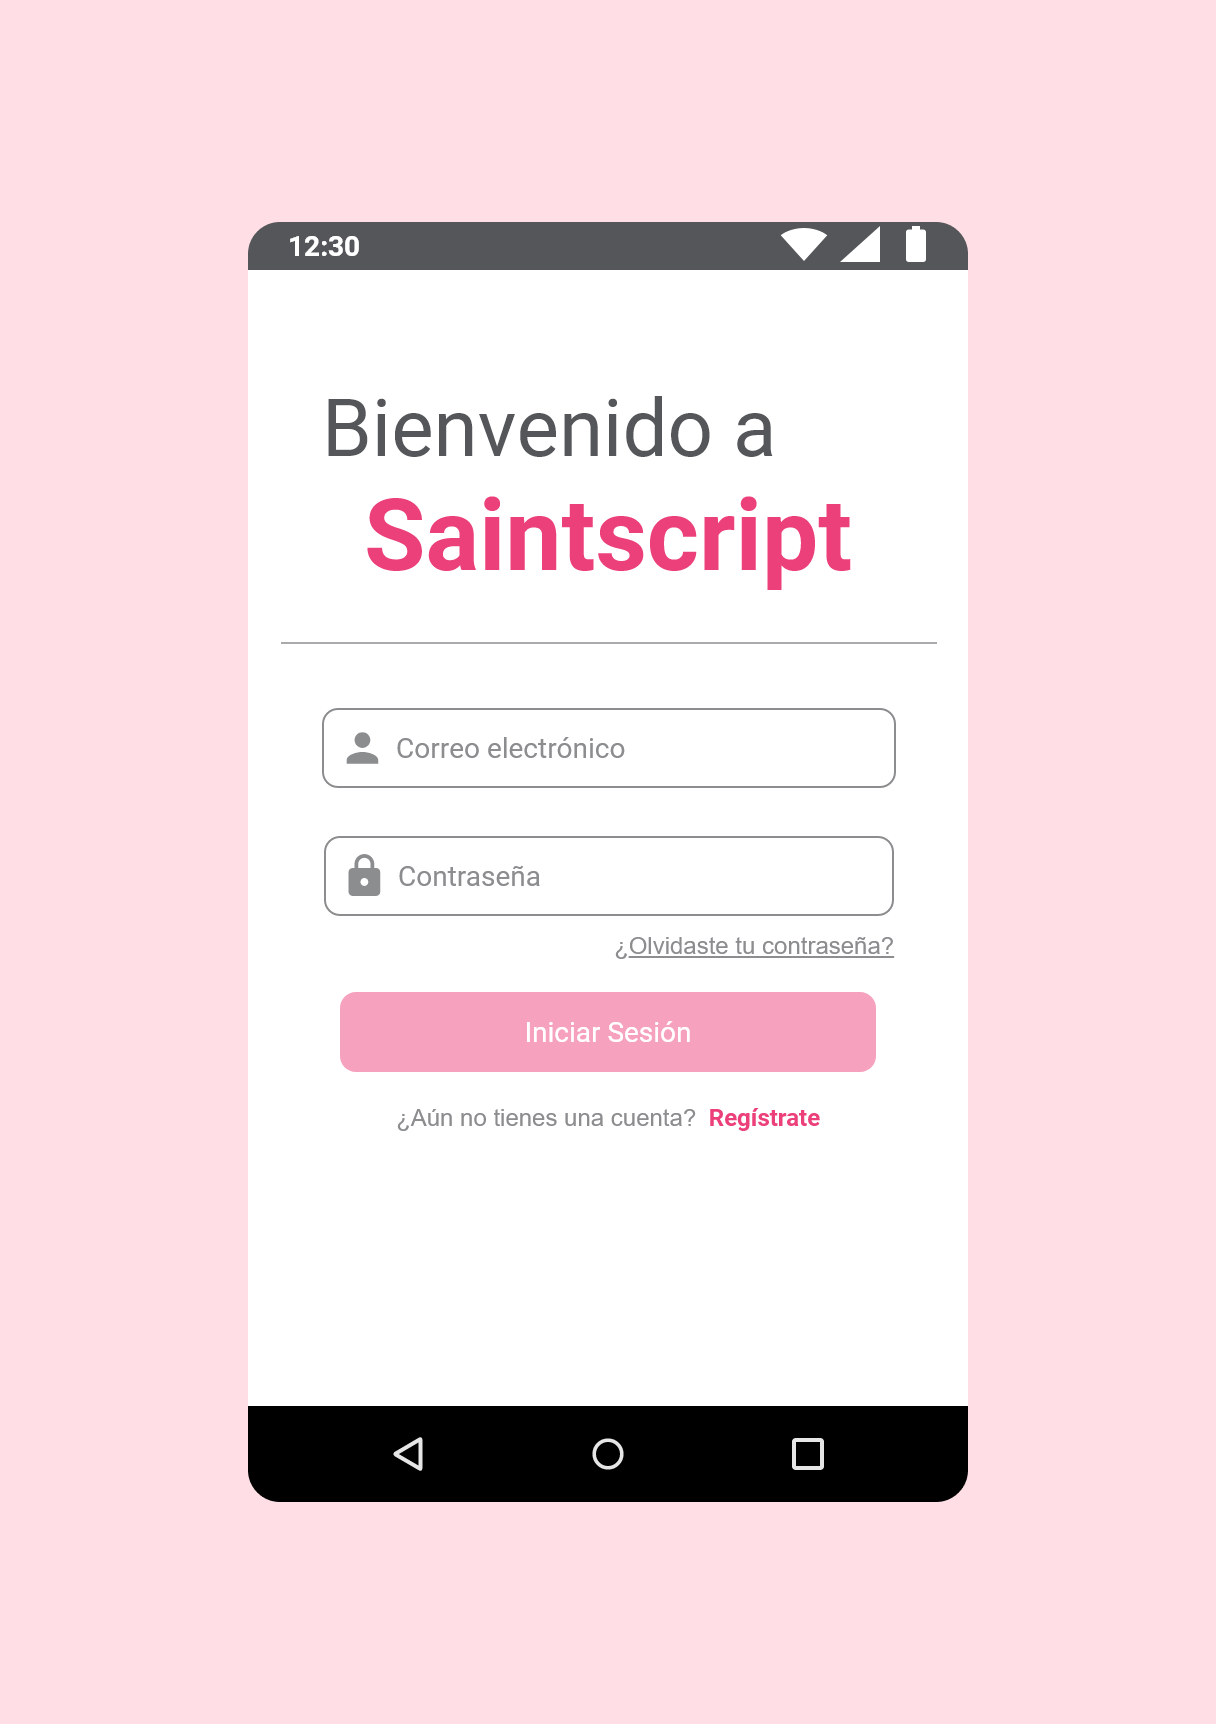 12:30
Bienvenido a
Saintscript
Correo electrónico
Contraseña
¿Olvidaste tu contraseña?
Iniciar Sesión
¿Aún no tienes una cuenta? Regístrate